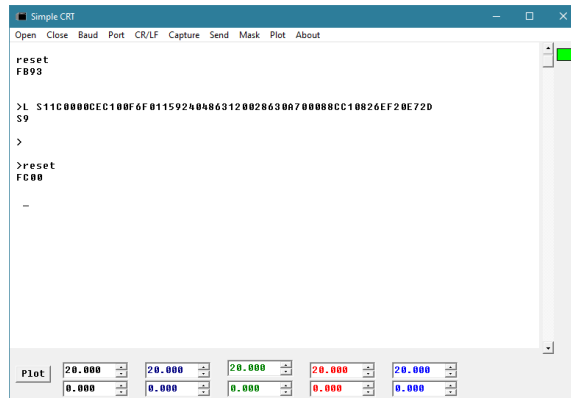 Simple CRT
Open Close Baud Port CR/LF Capture Send Mask Plot About
reset
FB93
>L S11C0000CEC100F6F01159240486312002863 0A700088CC10826EF20E72D
S9
>
>reset
FC00
_
Plot 20.000 20.000 20.000 20.000 20.000
0.000 0.000 0.000 0.000 0.000